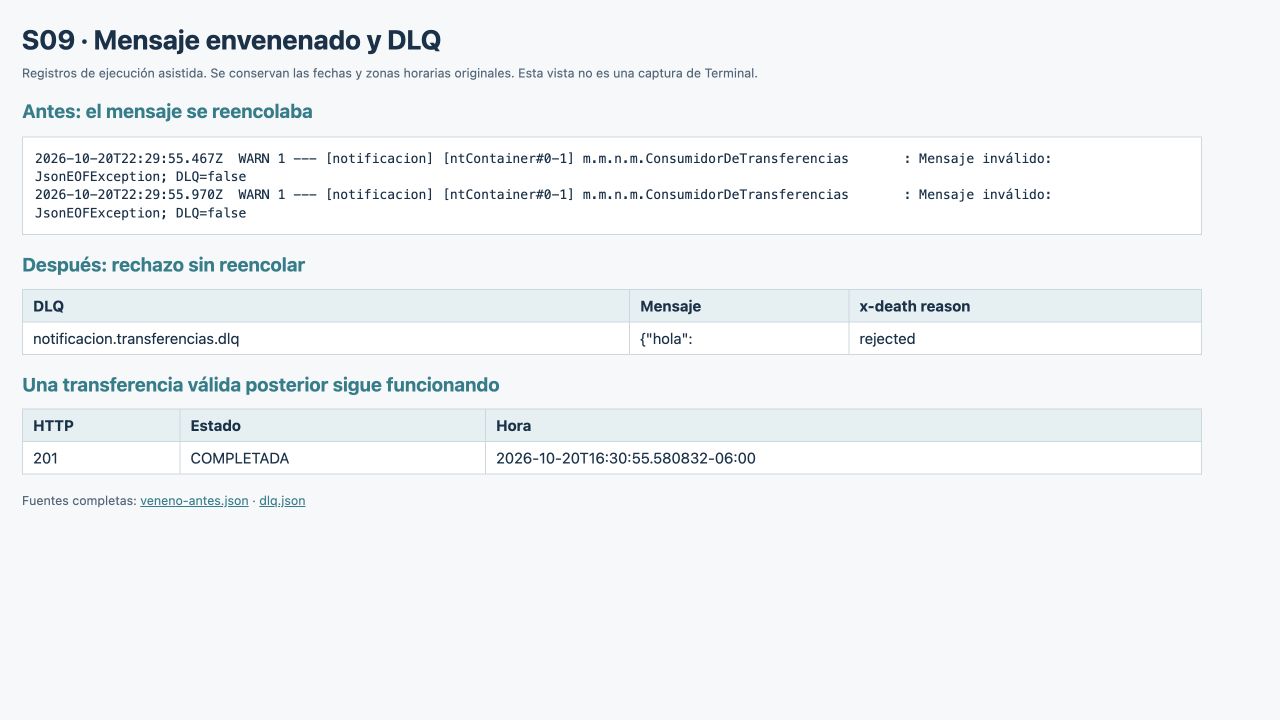 S09 · Mensaje envenenado y DLQ
Registros de ejecución asistida. Se conservan las fechas y zonas horarias originales. Esta vista no es una captura de Terminal.
Antes: el mensaje se reencolaba
2026-10-20T22:29:55.467Z  WARN 1 --- [notificacion] [ntContainer#0-1] m.m.n.m.ConsumidorDeTransferencias       : Mensaje inválido:
JsonEOFException; DLQ=false
2026-10-20T22:29:55.970Z  WARN 1 --- [notificacion] [ntContainer#0-1] m.m.n.m.ConsumidorDeTransferencias       : Mensaje inválido:
JsonEOFException; DLQ=false
Después: rechazo sin reencolar
DLQ Mensaje x-death reason
notificacion.transferencias.dlq {"hola": rejected
Una transferencia válida posterior sigue funcionando
HTTP Estado Hora
201 COMPLETADA 2026-10-20T16:30:55.580832-06:00
Fuentes completas: veneno-antes.json · dlq.json